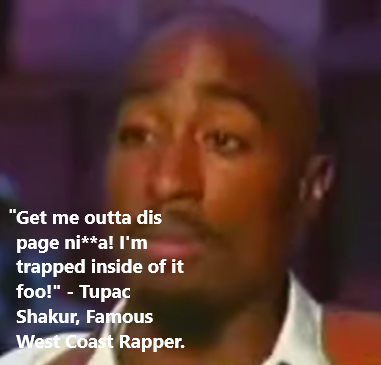 "Get me outta dis
page ni**a! I'm
trapped inside of it
foo!" - Tupac
Shakur, Famous
West Coast Rapper.